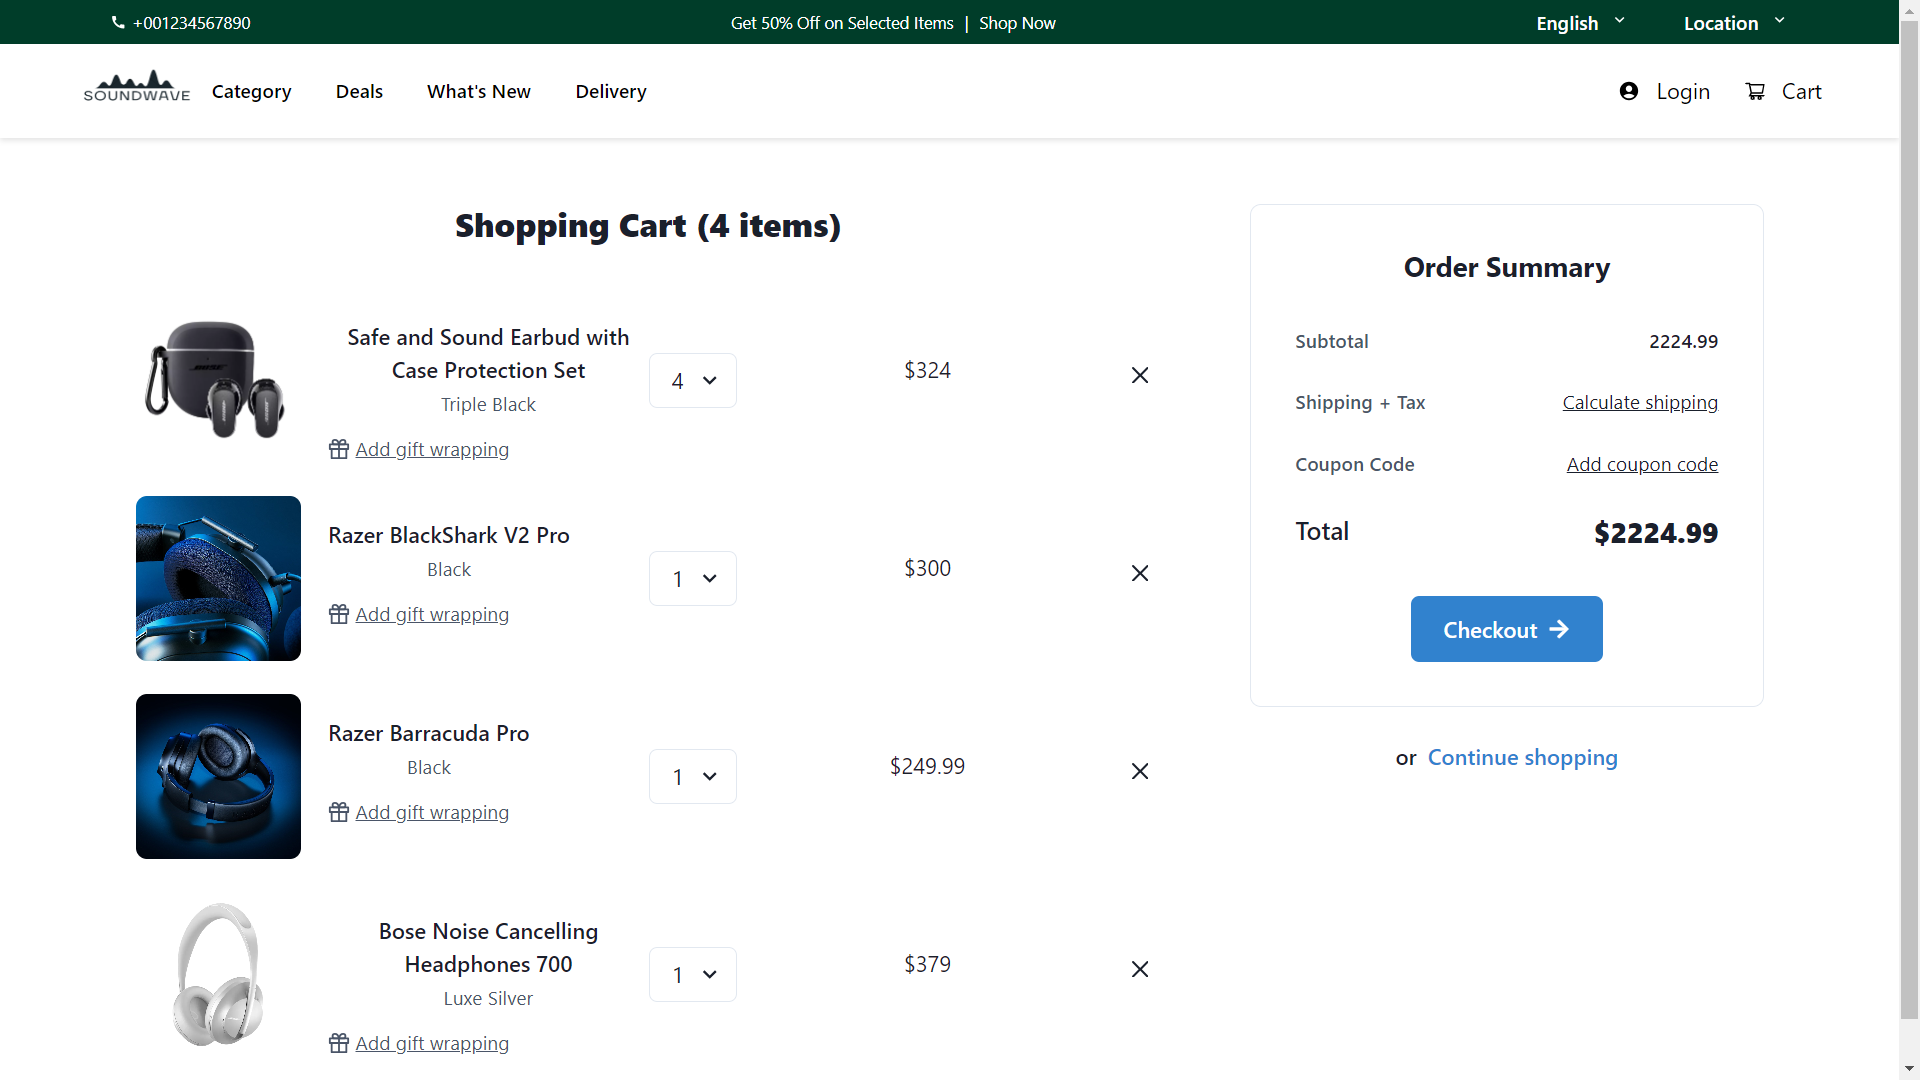 +001234567890
Get 50% Off on Selected Items | Shop Now
English
Location
SOUNDWAVE
Category
Deals
What's New
Delivery
Login
Cart
Shopping Cart (4 items)
Safe and Sound Earbud with
Case Protection Set
Triple Black
Add gift wrapping
4
$324
Razer BlackShark V2 Pro
Black
Add gift wrapping
1
$300
Razer Barracuda Pro
Black
Add gift wrapping
1
$249.99
Bose Noise Cancelling
Headphones 700
Luxe Silver
Add gift wrapping
1
$379
Order Summary
Subtotal 2224.99
Shipping + Tax Calculate shipping
Coupon Code Add coupon code
Total $2224.99
Checkout
or Continue shopping